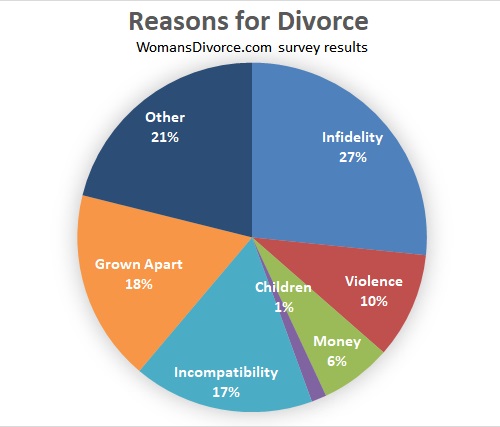 Reasons for Divorce
WomansDivorce.com survey results
Other
21%
Infidelity
27%
Grown Apart
18%
Violence
10%
Children
1%
Money
6%
Incompatibility
17%